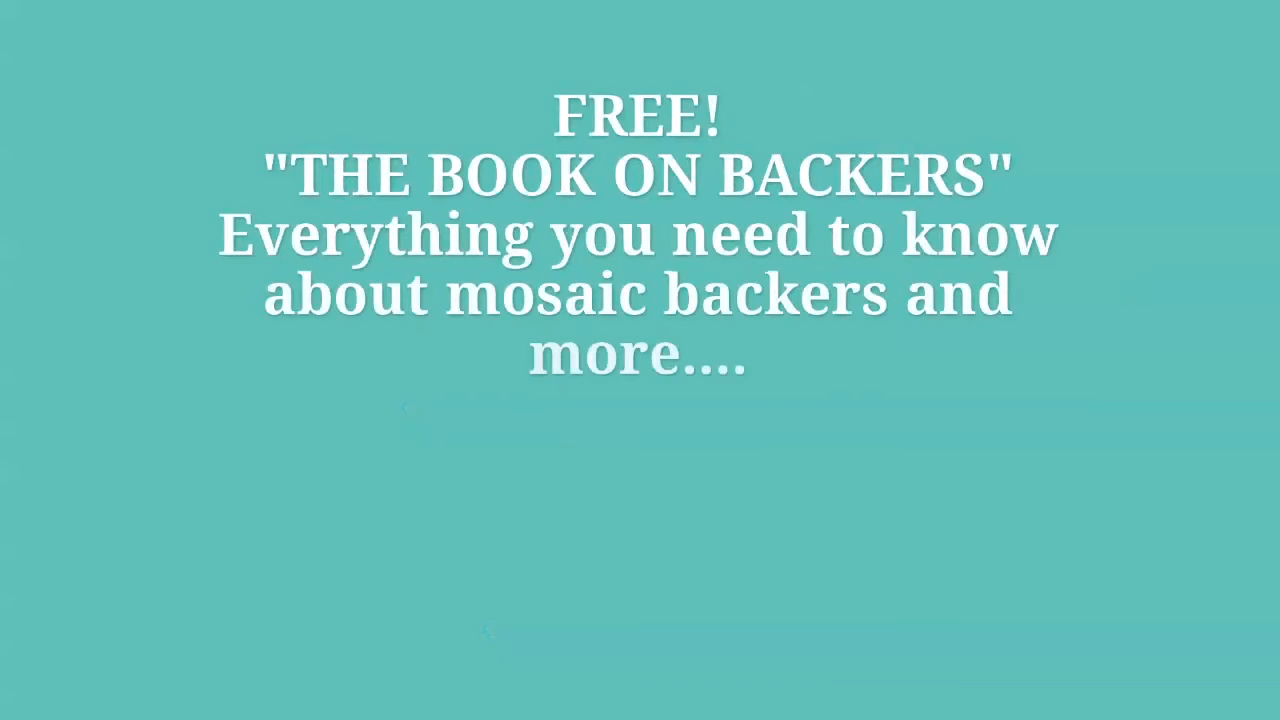 FREE!
"THE BOOK ON BACKERS"
Everything you need to know
about mosaic backers and
more....